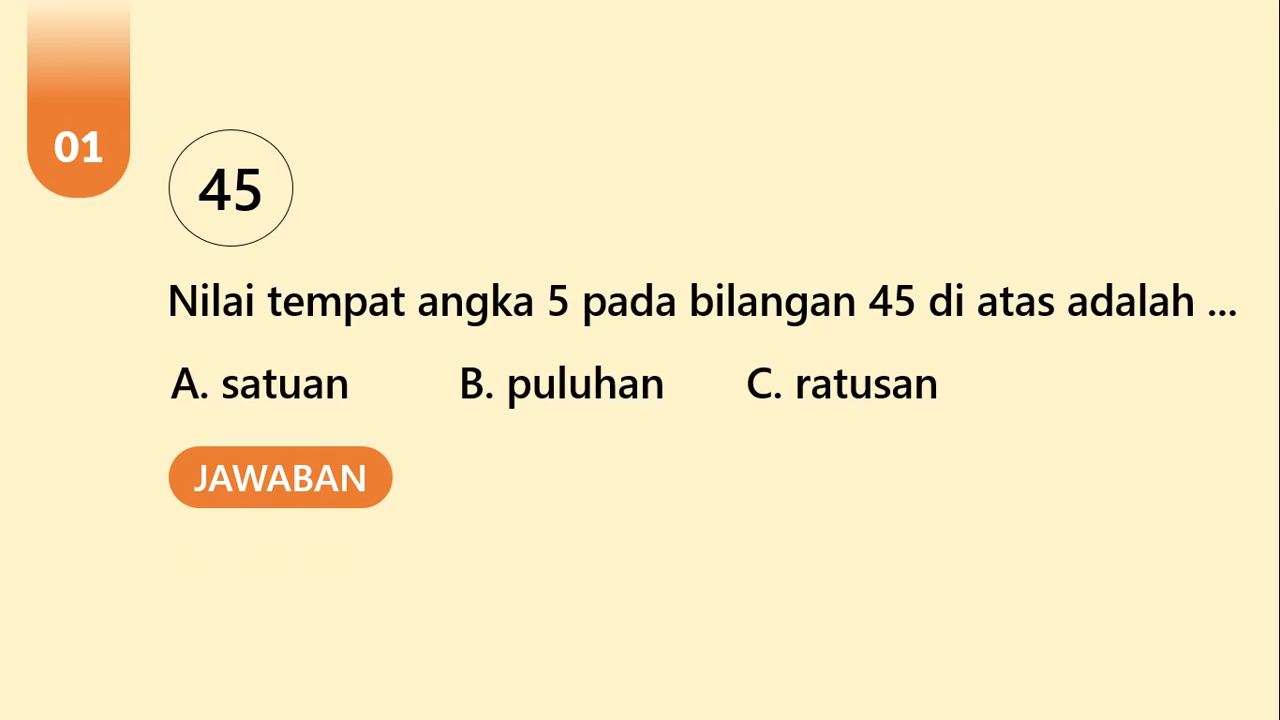 01
45
Nilai tempat angka 5 pada bilangan 45 di atas adalah ...
A. satuan B. puluhan C. ratusan
JAWABAN